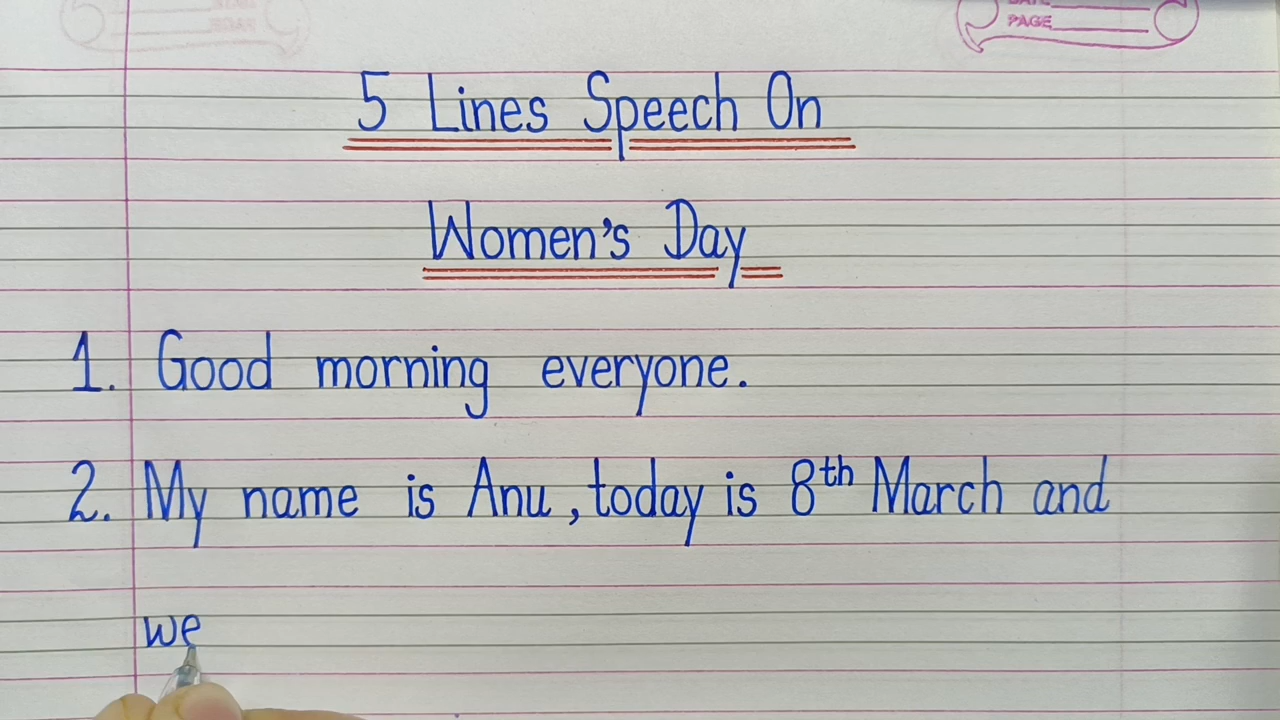 PAGE
5 Lines Speech On
Women's Day
1. Good morning everyone.
2. My name is Anu, today is 8th March and
we